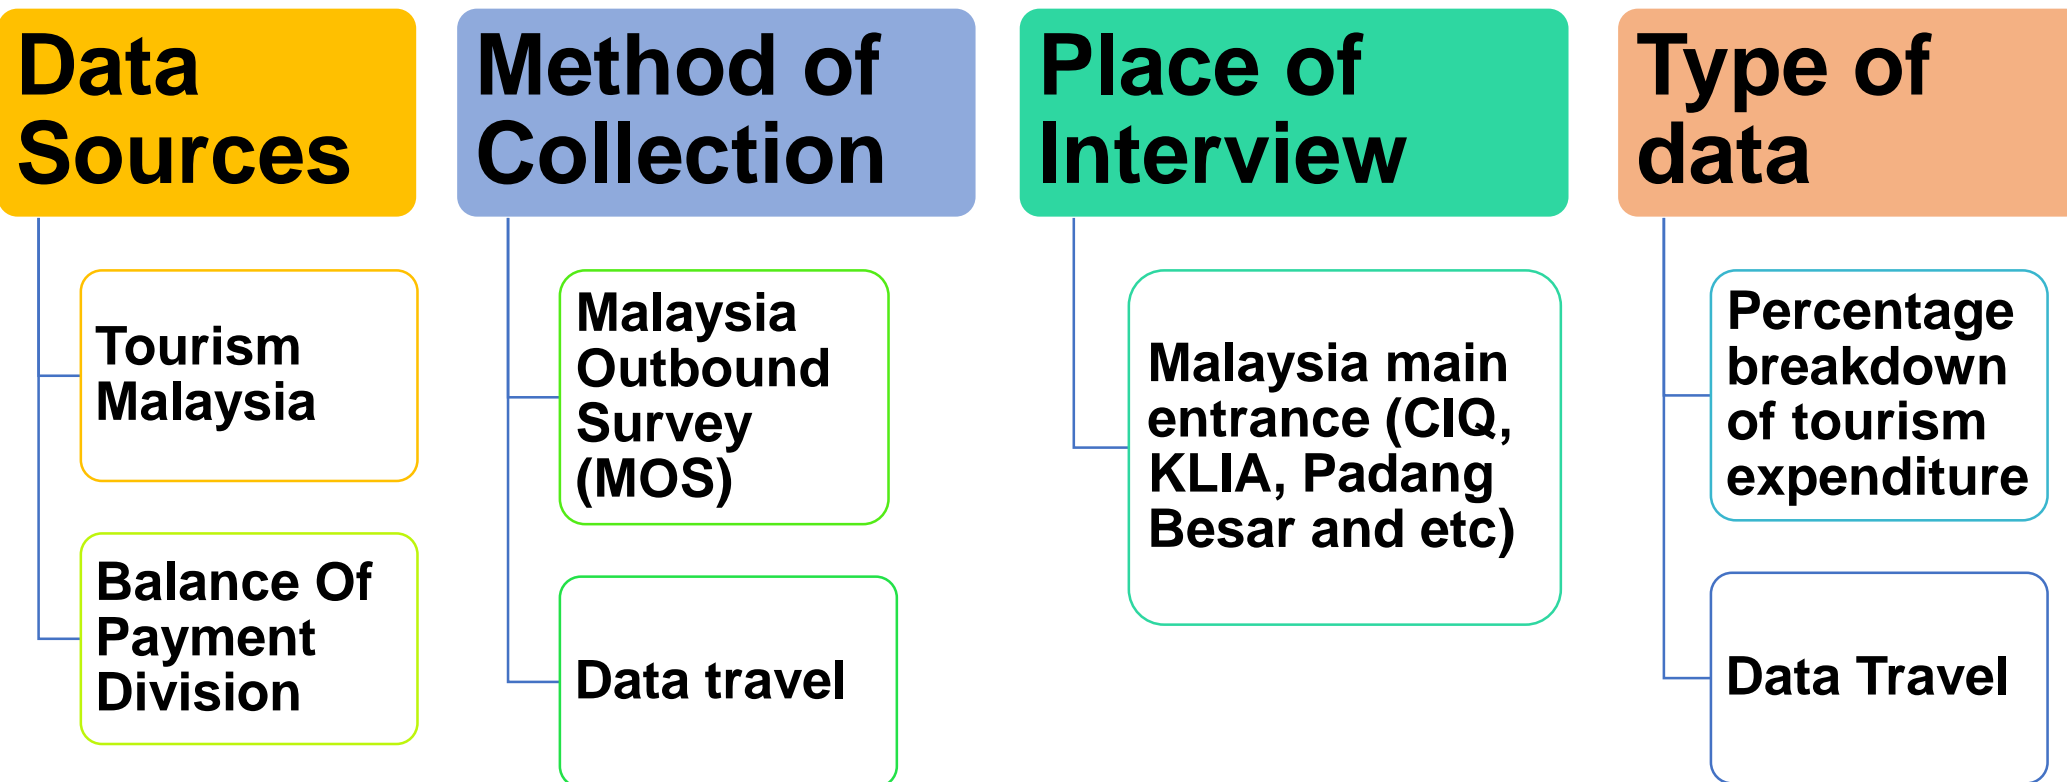 Data
Sources
Tourism
Malaysia
Balance Of
Payment
Division
Method of
Collection
Malaysia
Outbound
Survey
(MOS)
Data travel
Place of
Interview
Malaysia main
entrance (CIQ,
KLIA, Padang
Besar and etc)
Type of
data
Percentage
breakdown
of tourism
expenditure
Data Travel